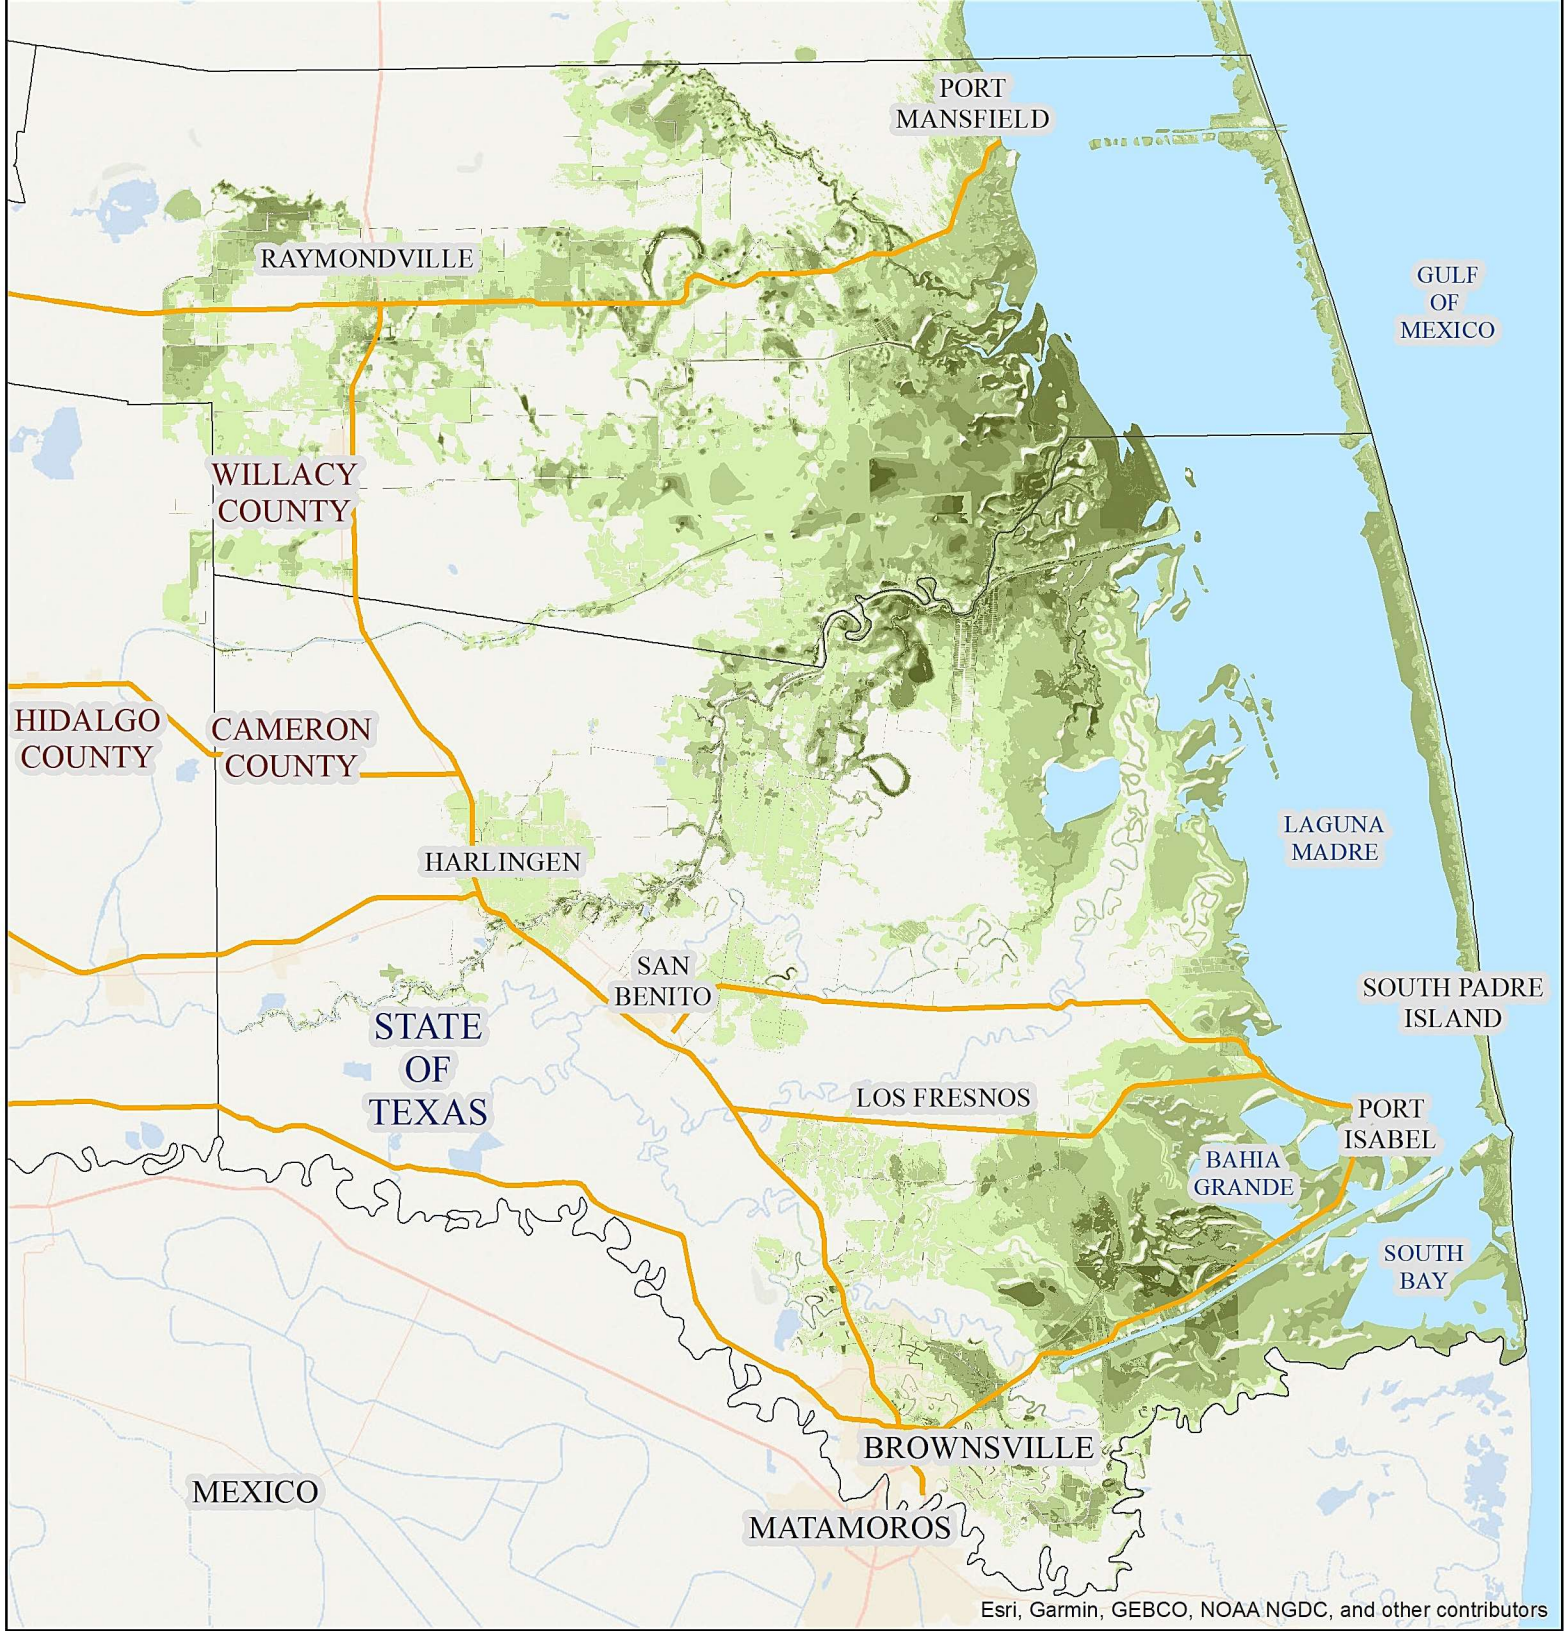 PORT
MANSFIELD
RAYMONDVILLE
GULF
OF
MEXICO
WILLACY
COUNTY
HIDALGO
COUNTY
CAMERON
COUNTY
LAGUNA
MADRE
HARLINGEN
SAN
BENITO
SOUTH PADRE
ISLAND
STATE
OF
TEXAS
LOS FRESNOS
PORT
ISABEL
BAHIA
GRANDE
SOUTH
BAY
BROWNSVILLE
MEXICO
MATAMOROS
Esri, Garmin, GEBCO, NOAA NGDC, and other contributors